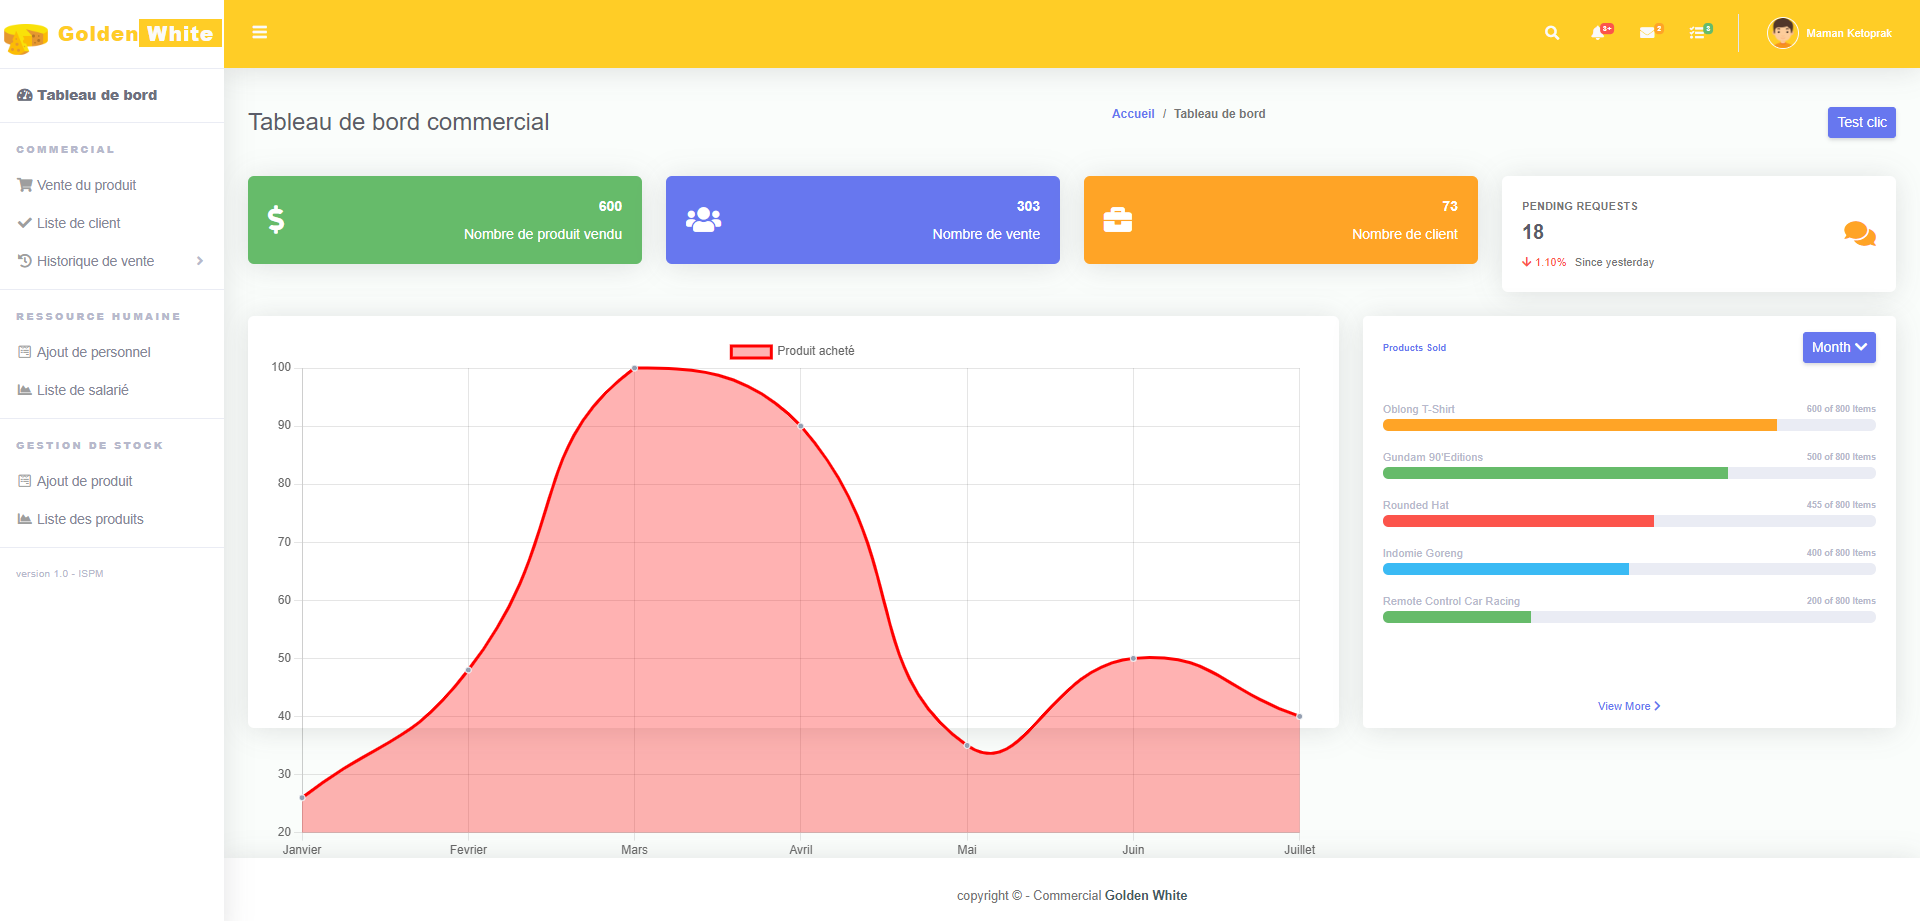 Golden White
3+
2
3
Maman Ketoprak
Tableau de bord
COMMERCIAL
Vente du produit
Liste de client
Historique de vente
RESSOURCE HUMAINE
Ajout de personnel
Liste de salarié
GESTION DE STOCK
Ajout de produit
Liste des produits
version 1.0 - ISPM
Tableau de bord commercial
Accueil / Tableau de bord
Test clic
600
Nombre de produit vendu
303
Nombre de vente
73
Nombre de client
PENDING REQUESTS
18
1.10% Since yesterday
Produit acheté
100
90
80
70
60
50
40
30
20
Janvier Fevrier Mars Avril Mai Juin Juillet
Products Sold
Month
Oblong T-Shirt 600 of 800 Items
Gundam 90'Editions 500 of 800 Items
Rounded Hat 455 of 800 Items
Indomie Goreng 400 of 800 Items
Remote Control Car Racing 200 of 800 Items
View More
copyright © - Commercial Golden White